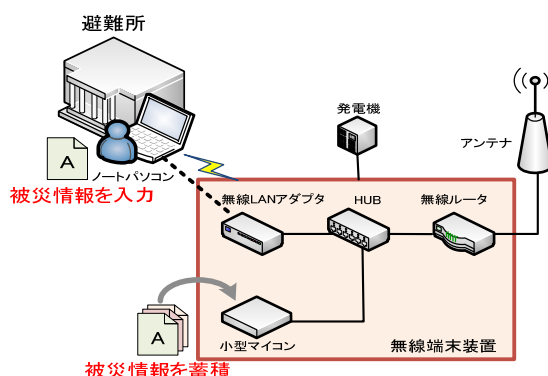 避難所
A
ノートパソコン
被災情報を入力
発電機
アンテナ
無線LANアダプタ
HUB
無線ルータ
A
小型マイコン
無線端末装置
被災情報を蓄積